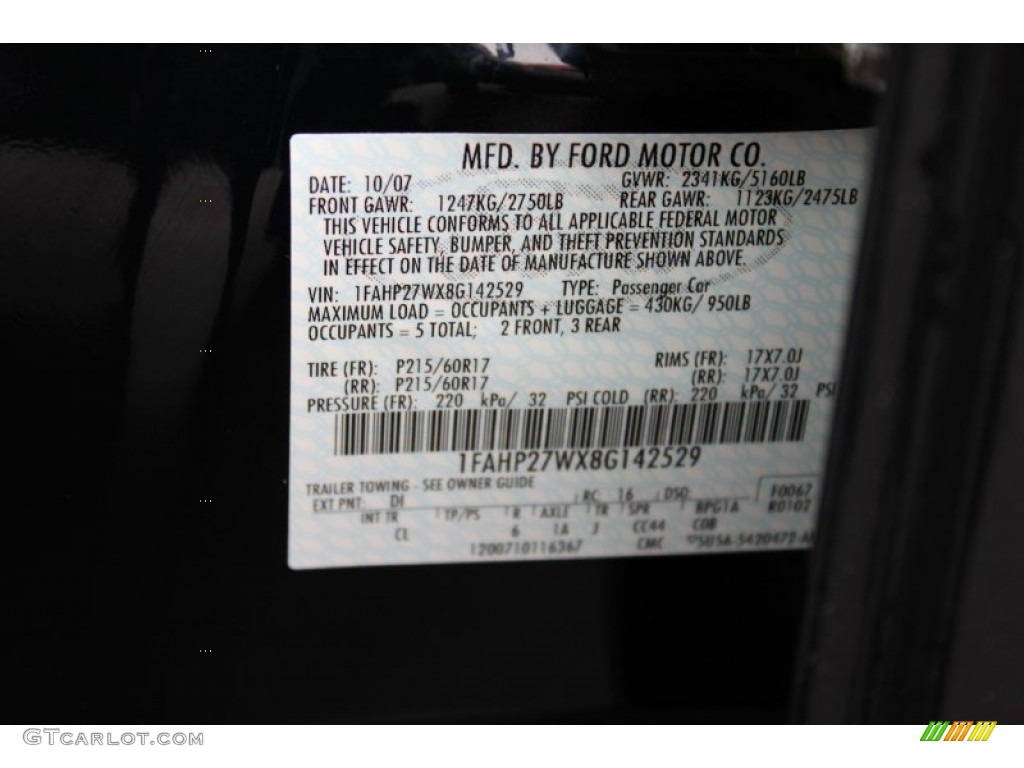 MFD. BY FORD MOTOR CO.
DATE: 10/07 GVWR: 2341KG/5160LB
FRONT GAWR: 1247KG/2750LB REAR GAWR: 1123KG/2475LB
THIS VEHICLE CONFORMS TO ALL APPLICABLE FEDERAL MOTOR
VEHICLE SAFETY, BUMPER, AND THEFT PREVENTION STANDARDS
IN EFFECT ON THE DATE OF MANUFACTURE SHOWN ABOVE.
VIN: 1FAHP27WX8G142529 TYPE: Passenger Car
MAXIMUM LOAD = OCCUPANTS + LUGGAGE = 430KG/ 950LB
OCCUPANTS = 5 TOTAL; 2 FRONT, 3 REAR
TIRE (FR): P215/60R17 RIMS (FR): 17X7.0J
(RR): P215/60R17 (RR): 17X7.0J
PRESSURE (FR): 220 kPa/ 32 PSI COLD (RR): 220 kPa/ 32 PSI
1FAHP27WX8G142529
TRAILER TOWING - SEE OWNER GUIDE
EXT PNT: DI RC: 16 DSO: F0067
INT TR TP/PS R AXLE TR SPR BPG1A R0102
CL 6 1A J CC44 COB
1200710116367 CMC
GTCARLOT.COM